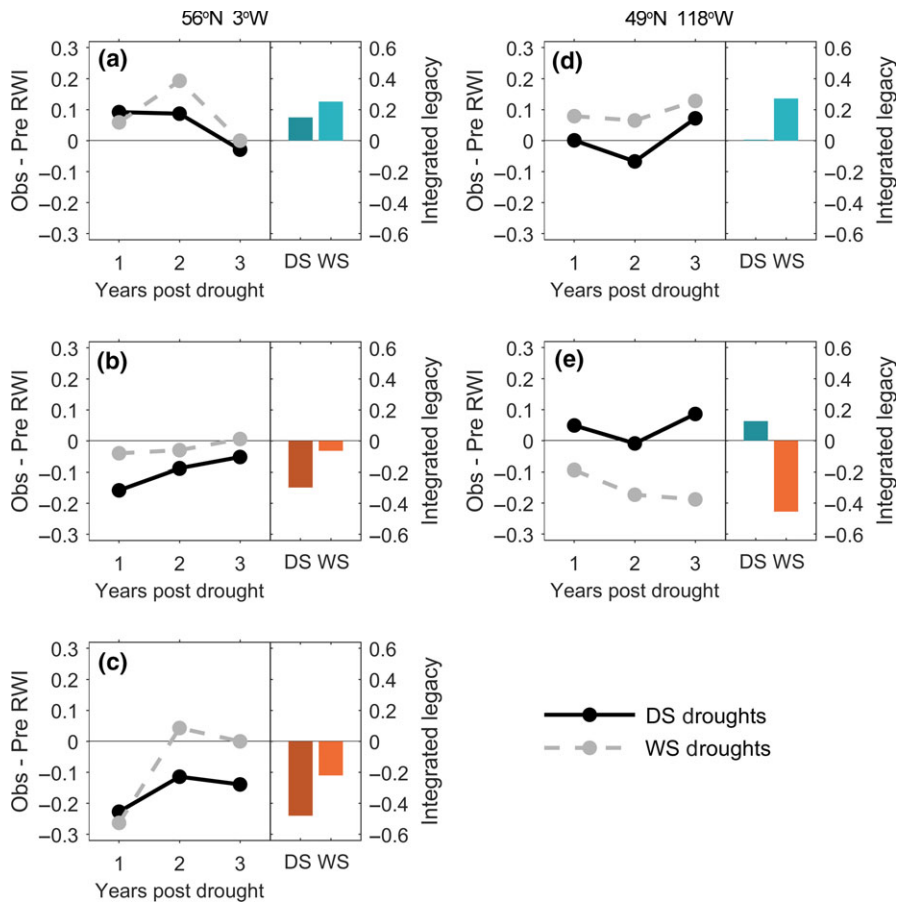 56ºN 3ºW
49ºN 118ºW
(a)
Obs - Pre RWI
0.3
0.2
0.1
0
−0.1
−0.2
−0.3
1 2 3
Years post drought
DS WS
0.6
0.4
0.2
0
−0.2
−0.4
−0.6
Integrated legacy
(d)
Obs - Pre RWI
0.3
0.2
0.1
0
−0.1
−0.2
−0.3
1 2 3
Years post drought
DS WS
0.6
0.4
0.2
0
−0.2
−0.4
−0.6
Integrated legacy
(b)
Obs - Pre RWI
0.3
0.2
0.1
0
−0.1
−0.2
−0.3
1 2 3
Years post drought
DS WS
0.6
0.4
0.2
0
−0.2
−0.4
−0.6
Integrated legacy
(e)
Obs - Pre RWI
0.3
0.2
0.1
0
−0.1
−0.2
−0.3
1 2 3
Years post drought
DS WS
0.6
0.4
0.2
0
−0.2
−0.4
−0.6
Integrated legacy
(c)
Obs - Pre RWI
0.3
0.2
0.1
0
−0.1
−0.2
−0.3
1 2 3
Years post drought
DS WS
0.6
0.4
0.2
0
−0.2
−0.4
−0.6
Integrated legacy
DS droughts
WS droughts